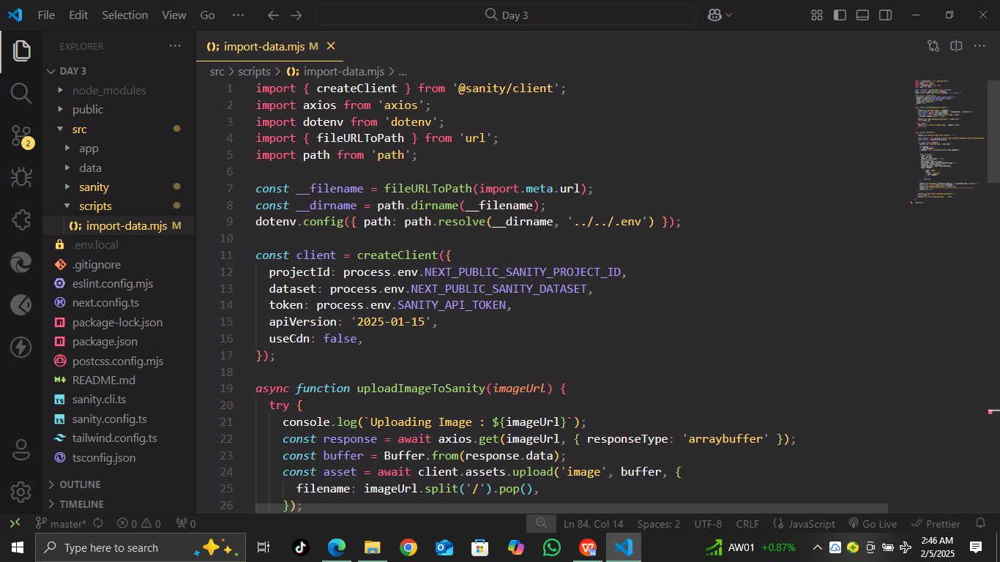 File Edit Selection View Go ··· Day 3
EXPLORER ···
DAY 3
node_modules
public
src
app
data
sanity
scripts
import-data.mjs M
.env.local
.gitignore
eslint.config.mjs
next.config.ts
package-lock.json
package.json
postcss.config.mjs
README.md
sanity.cli.ts
sanity.config.ts
tailwind.config.ts
tsconfig.json
OUTLINE
TIMELINE
2
import-data.mjs M
src > scripts > import-data.mjs > ...
1 import { createClient } from '@sanity/client';
2 import axios from 'axios';
3 import dotenv from 'dotenv';
4 import { fileURLToPath } from 'url';
5 import path from 'path';
6
7 const __filename = fileURLToPath(import.meta.url);
8 const __dirname = path.dirname(__filename);
9 dotenv.config({ path: path.resolve(__dirname, '../../.env') });
10
11 const client = createClient({
12 projectId: process.env.NEXT_PUBLIC_SANITY_PROJECT_ID,
13 dataset: process.env.NEXT_PUBLIC_SANITY_DATASET,
14 token: process.env.SANITY_API_TOKEN,
15 apiVersion: '2025-01-15',
16 useCdn: false,
17 });
18
19 async function uploadImageToSanity(imageUrl) {
20 try {
21 console.log(`Uploading Image : ${imageUrl}`);
22 const response = await axios.get(imageUrl, { responseType: 'arraybuffer' });
23 const buffer = Buffer.from(response.data);
24 const asset = await client.assets.upload('image', buffer, {
25 filename: imageUrl.split('/').pop(),
26 });
master* 0 0 0 Ln 84, Col 14 Spaces: 2 UTF-8 CRLF JavaScript Go Live Prettier
Type here to search AW01 +0.87% 2:46 AM
2/5/2025